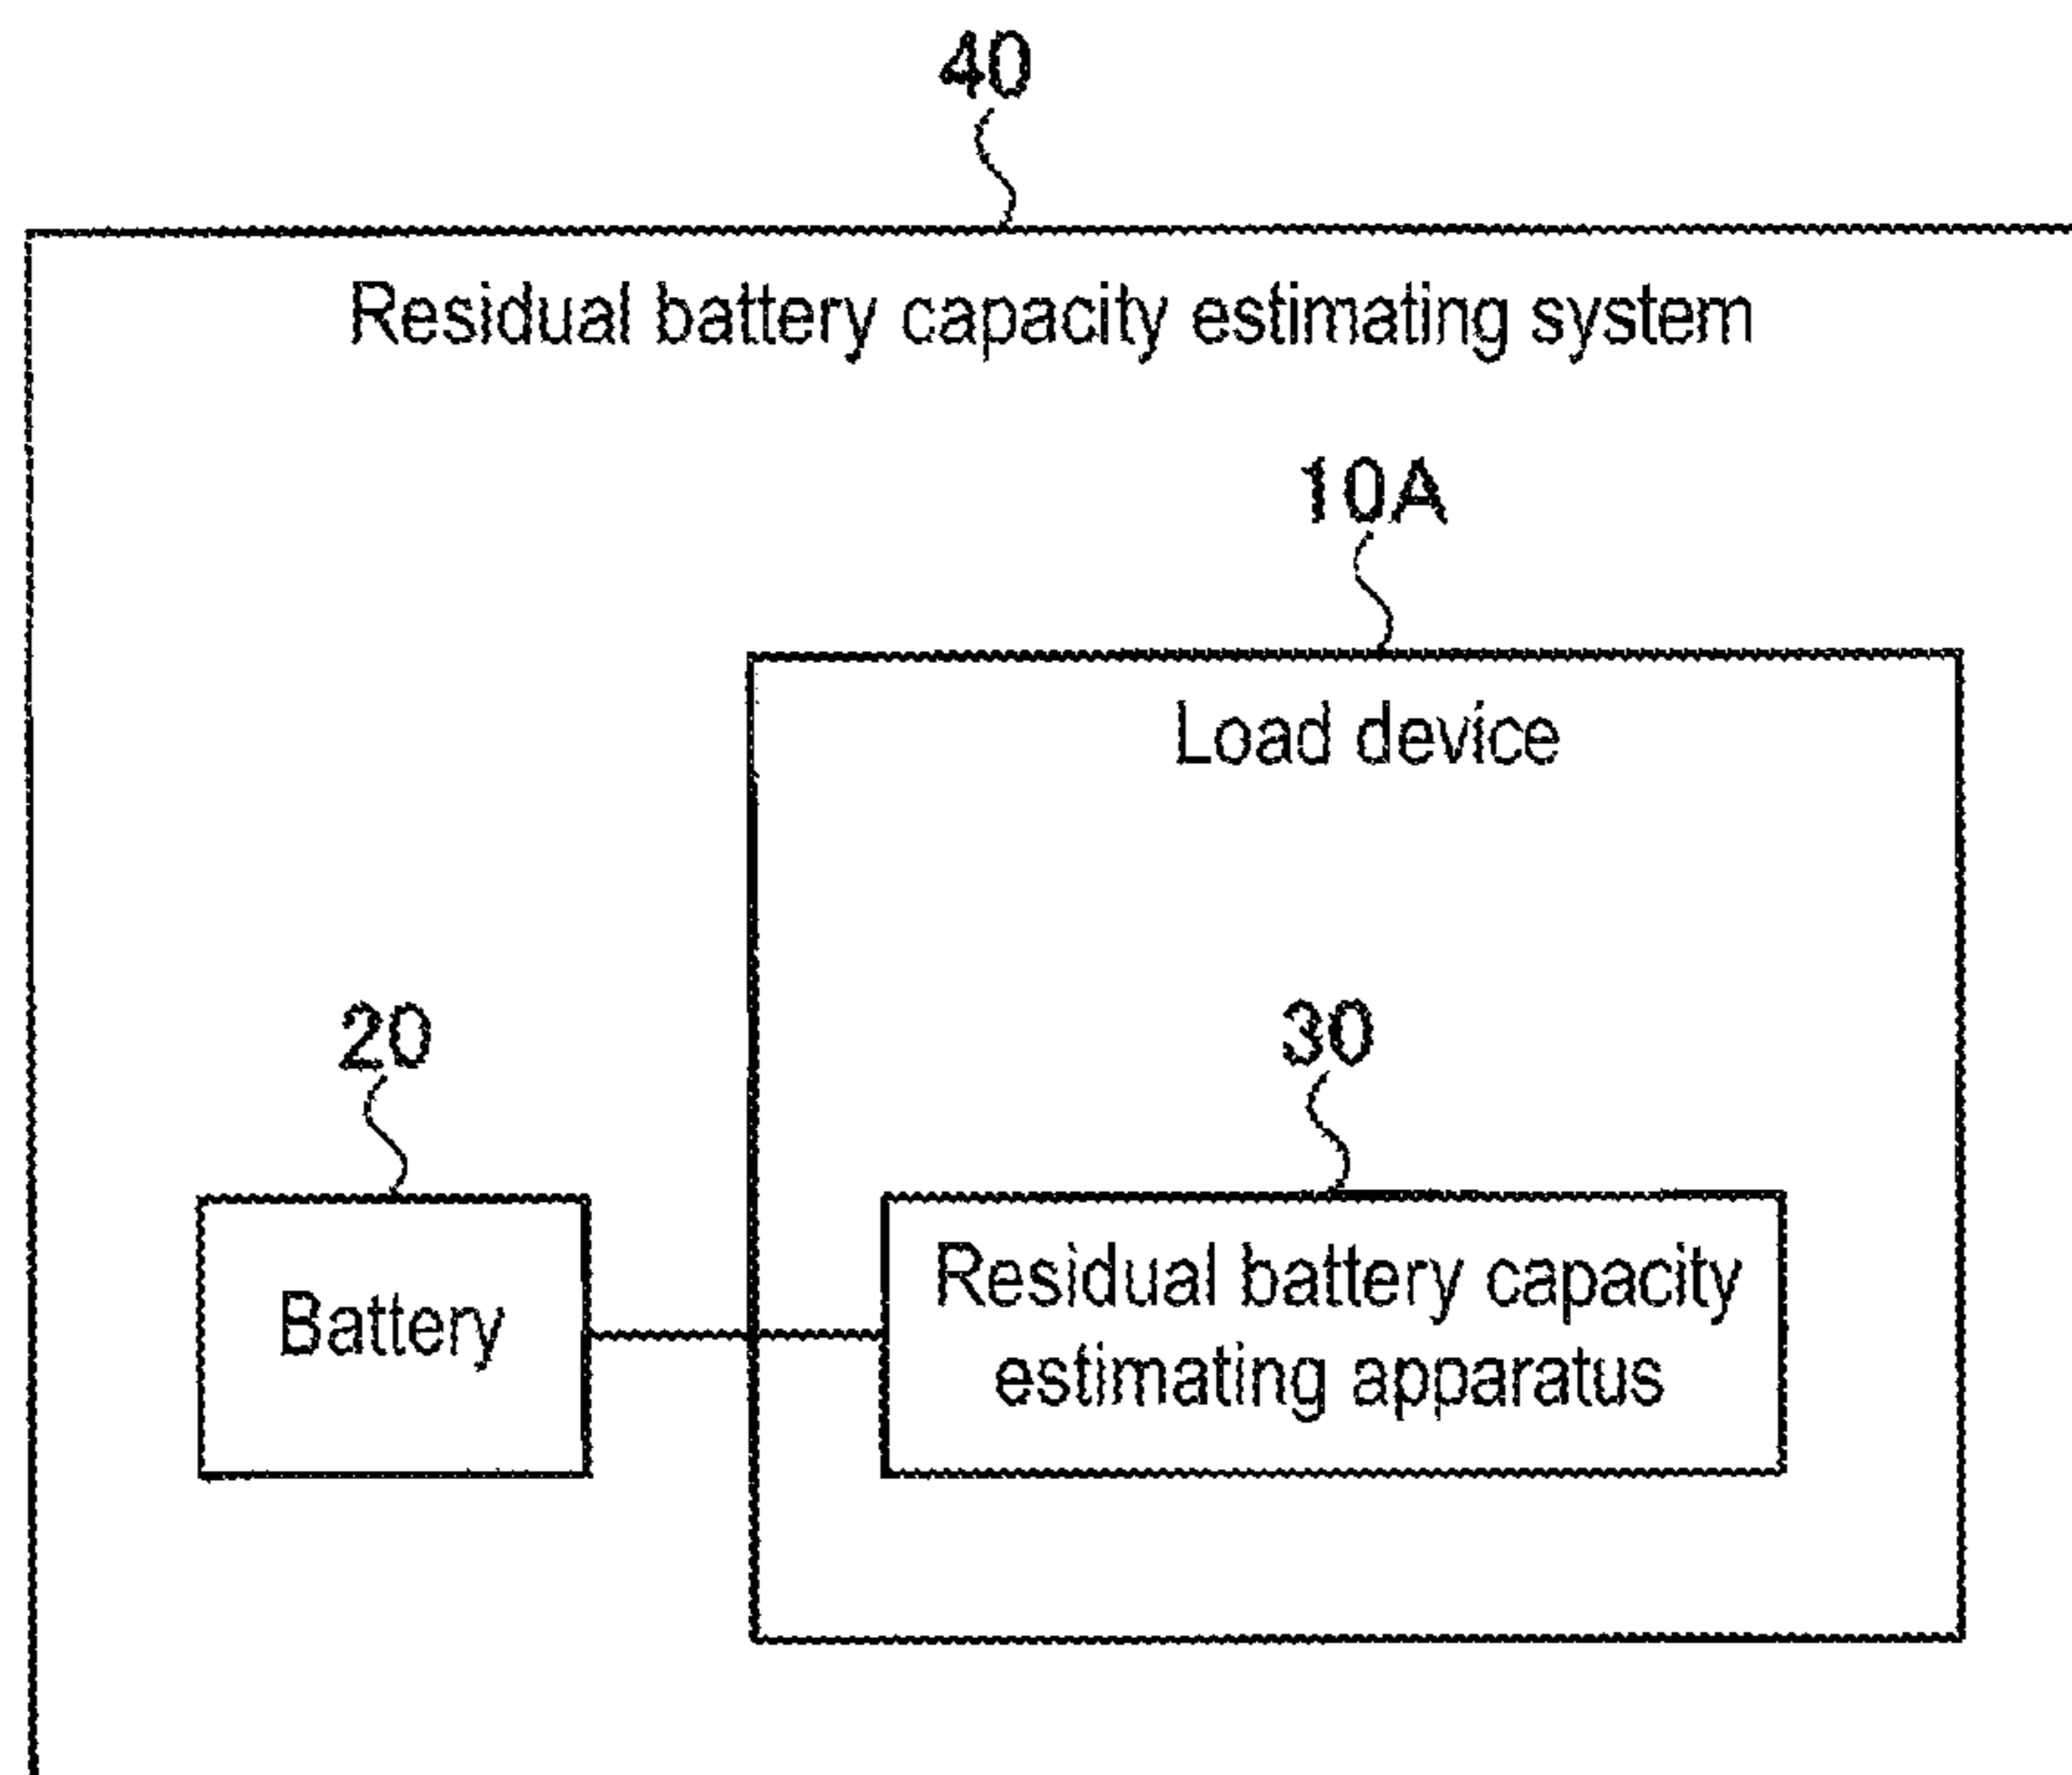 40
Residual battery capacity estimating system
10A
Load device
20
30
Battery
Residual battery capacity
estimating apparatus